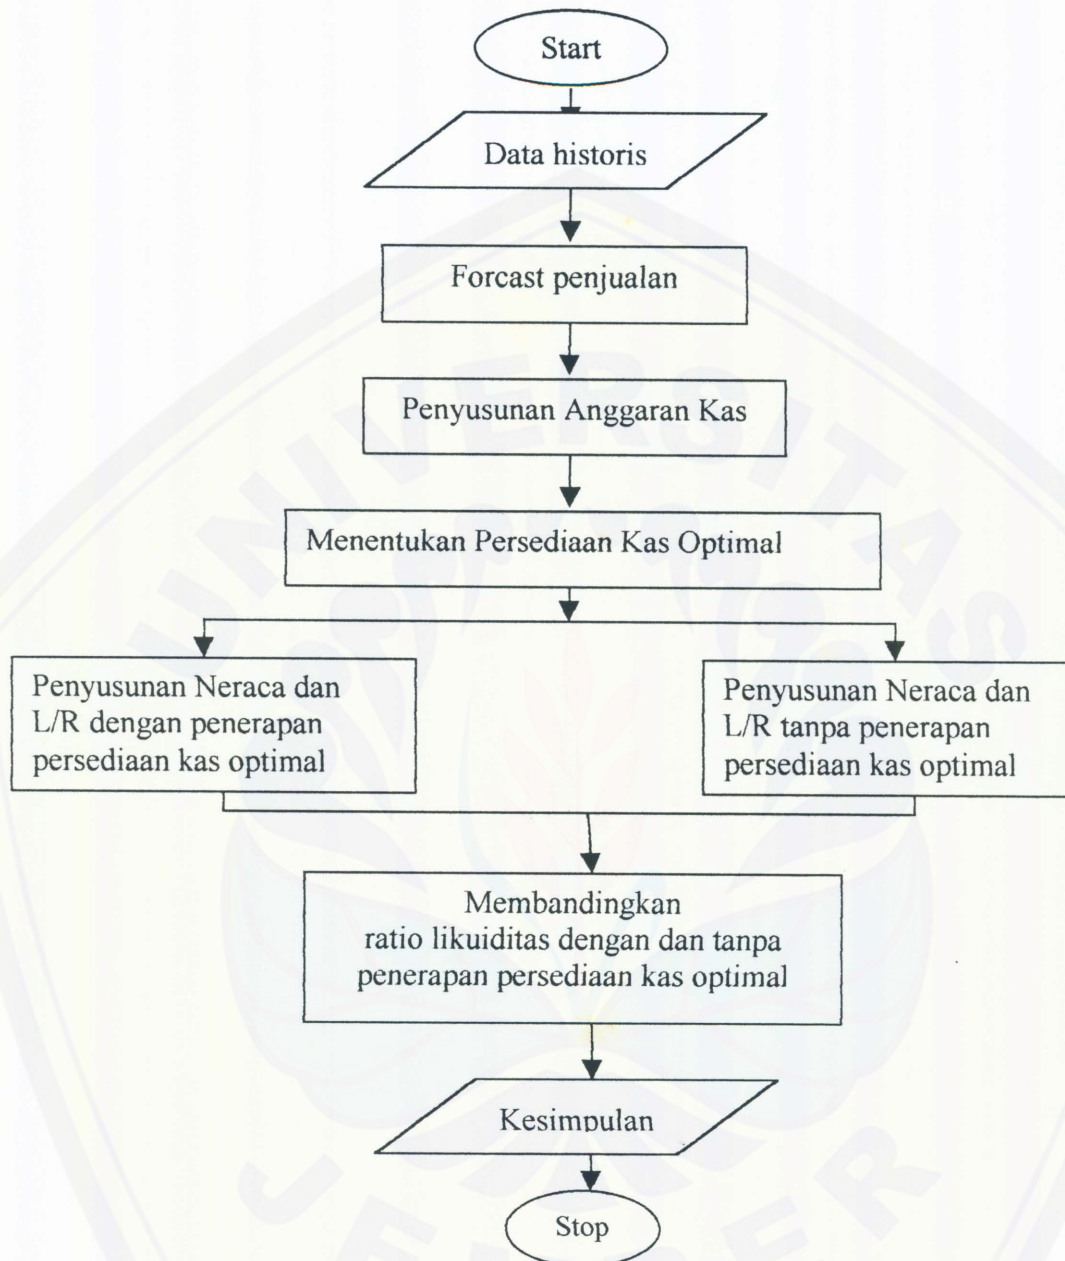 Start
Data historis
Forcast penjualan
Penyusunan Anggaran Kas
Menentukan Persediaan Kas Optimal
Penyusunan Neraca dan
L/R dengan penerapan
persediaan kas optimal
Penyusunan Neraca dan
L/R tanpa penerapan
persediaan kas optimal
Membandingkan
ratio likuiditas dengan dan tanpa
penerapan persediaan kas optimal
Kesimpulan
Stop
UNIVERSITAS
JEMBER